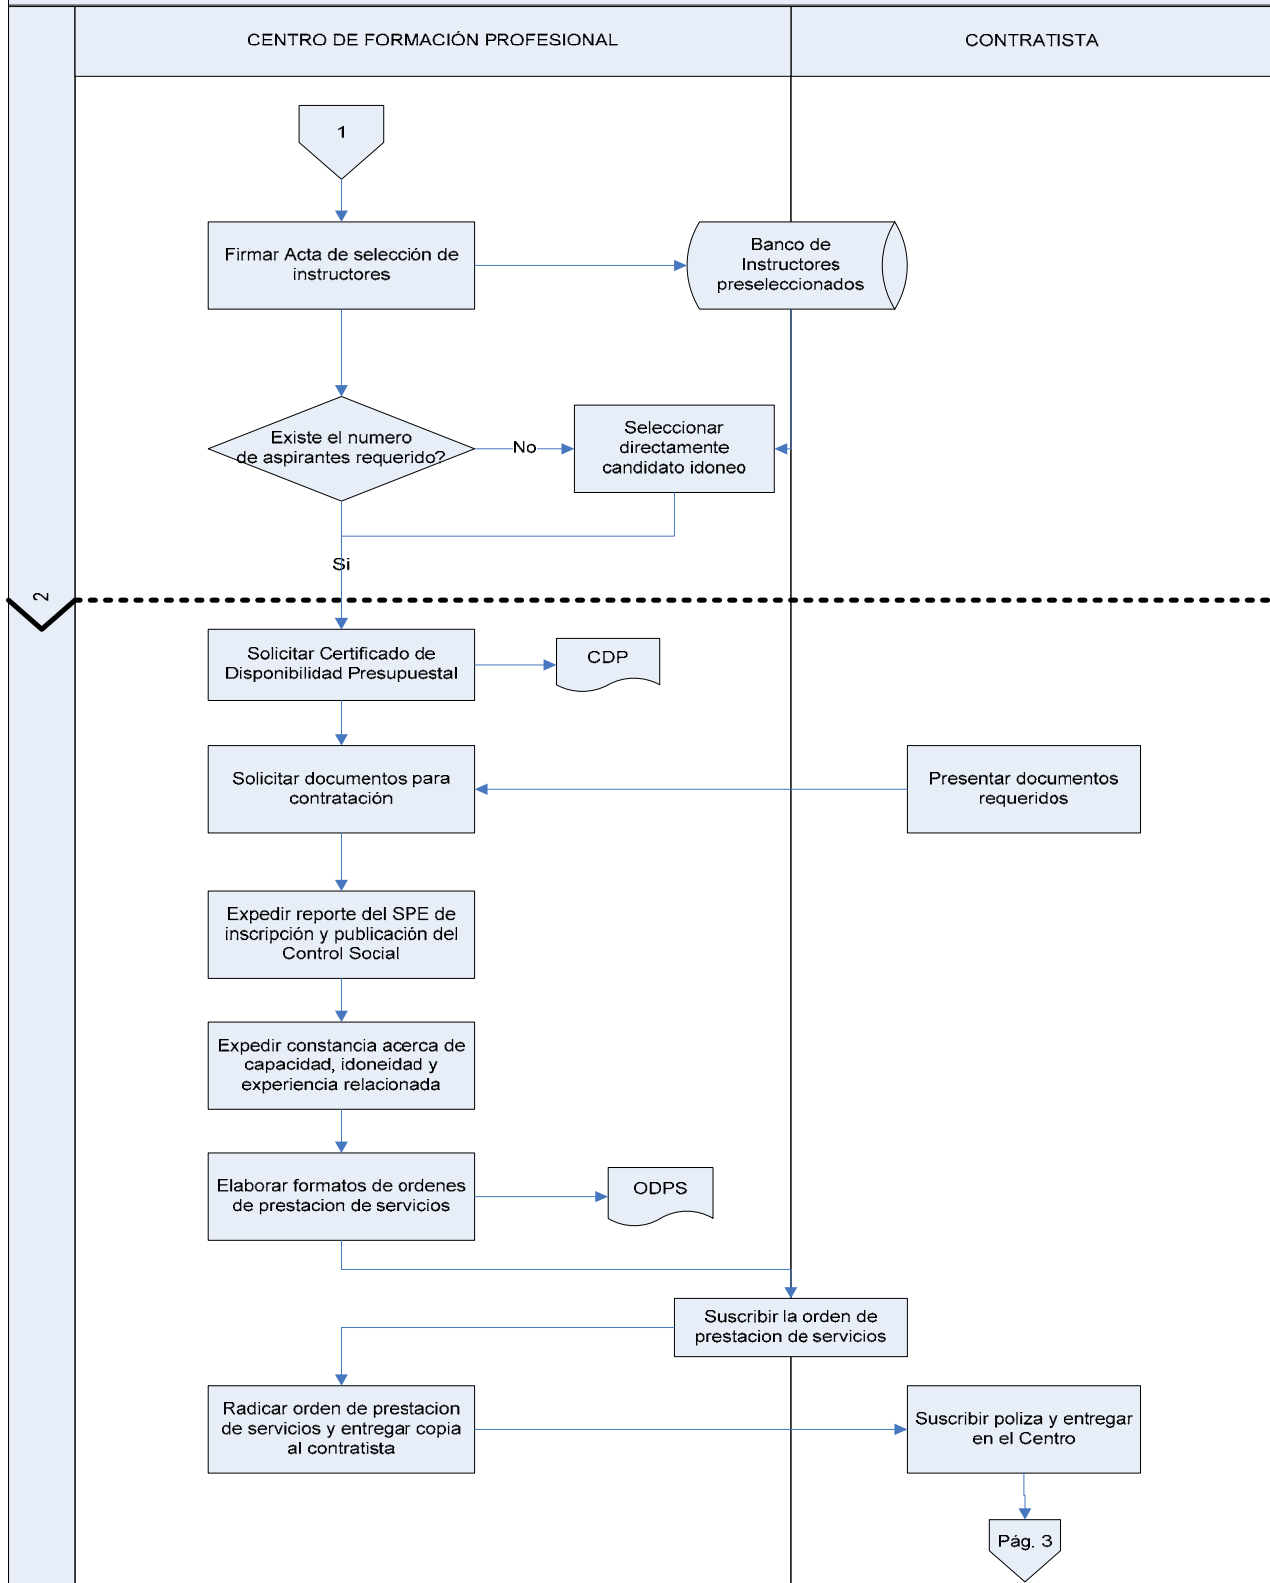 CENTRO DE FORMACIÓN PROFESIONAL
CONTRATISTA
1
Firmar Acta de selección de
instructores
Banco de
Instructores
preseleccionados
Existe el numero
de aspirantes requerido?
No
Seleccionar
directamente
candidato idoneo
Si
2
Solicitar Certificado de
Disponibilidad Presupuestal
CDP
Solicitar documentos para
contratación
Presentar documentos
requeridos
Expedir reporte del SPE de
inscripción y publicación del
Control Social
Expedir constancia acerca de
capacidad, idoneidad y
experiencia relacionada
Elaborar formatos de ordenes
de prestacion de servicios
ODPS
Suscribir la orden de
prestacion de servicios
Radicar orden de prestacion
de servicios y entregar copia
al contratista
Suscribir poliza y entregar
en el Centro
Pág. 3